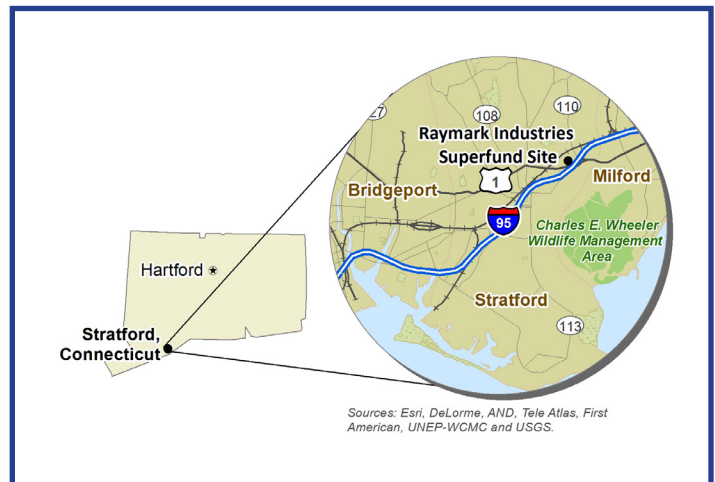 27
108
110
Raymark Industries
Superfund Site
1
Bridgeport
Milford
95
Charles E. Wheeler
Wildlife Management
Area
Hartford
Stratford
Stratford,
Connecticut
113
Sources: Esri, DeLorme, AND, Tele Atlas, First
American, UNEP-WCMC and USGS.